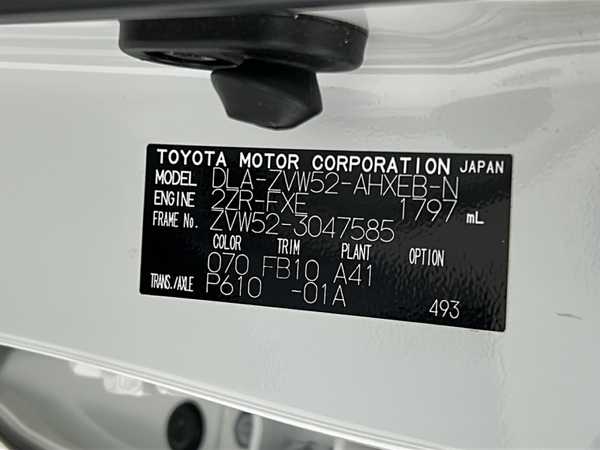 TOYOTA MOTOR CORPORATION JAPAN
MODEL DLA-ZVW52-AHXEB-N
ENGINE 2ZR-FXE 1797 mL
FRAME No. ZVW52-3047585
COLOR TRIM PLANT OPTION
070 FB10 A41
TRANS./AXLE P610 -01A 493